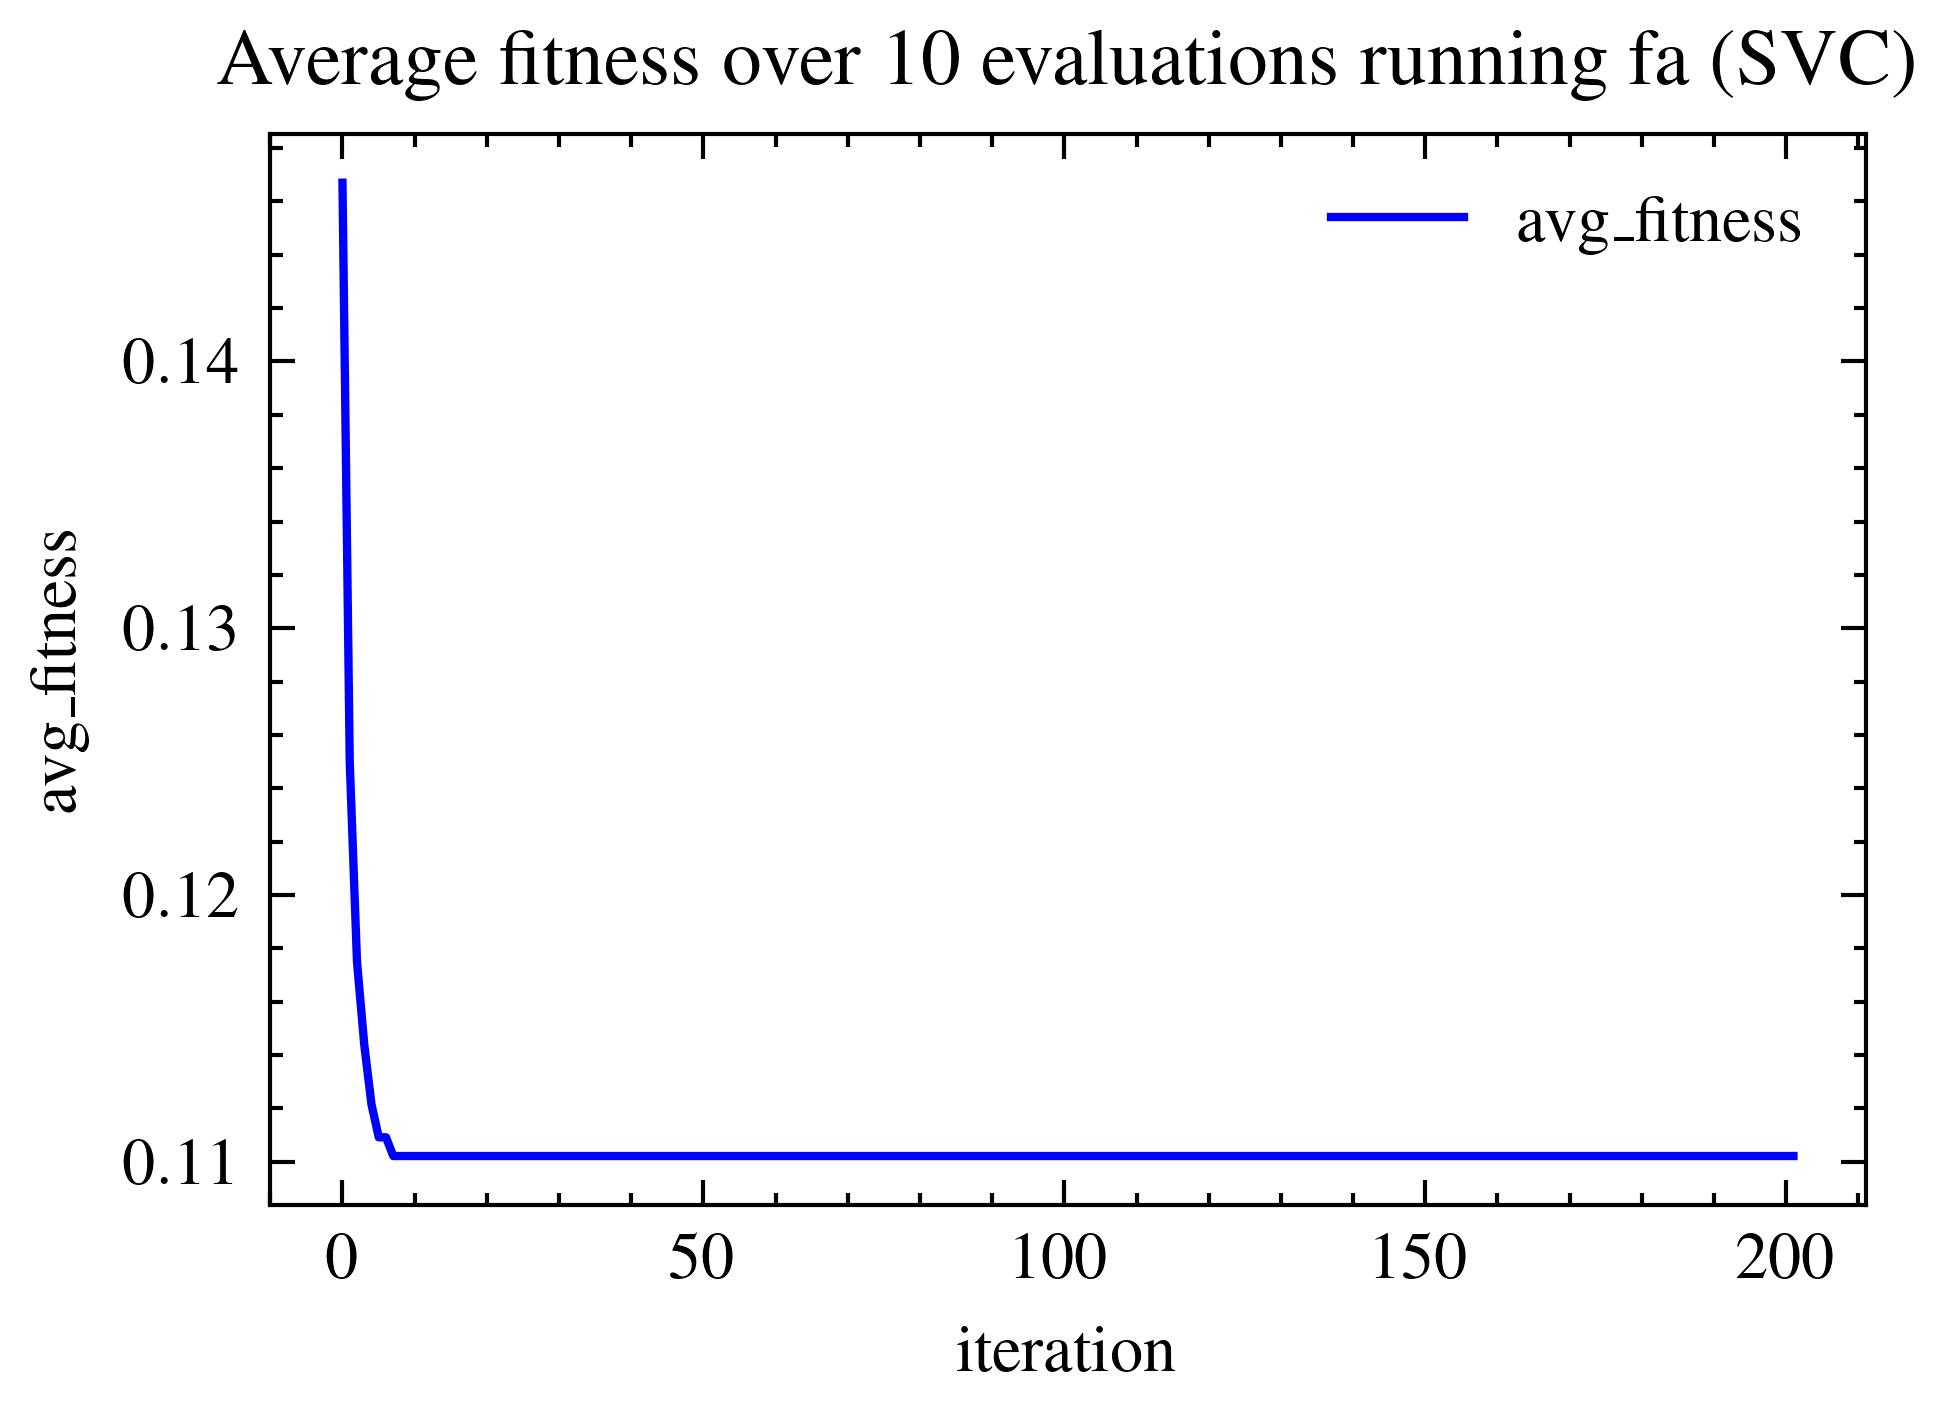 Average fitness over 10 evaluations running fa (SVC)
avg_fitness
0.14
0.13
0.12
0.11
avg_fitness
0 50 100 150 200
iteration